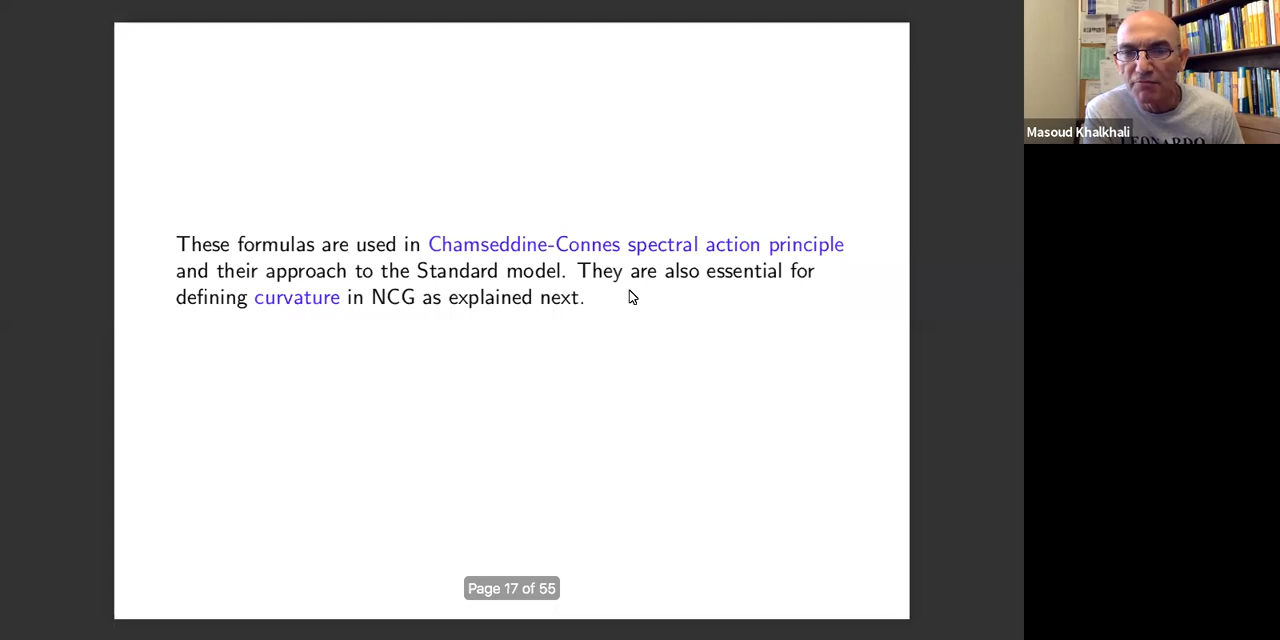 These formulas are used in Chamseddine-Connes spectral action principle
and their approach to the Standard model. They are also essential for
defining curvature in NCG as explained next.
Page 17 of 55
Masoud Khalkhali
LEONARDO